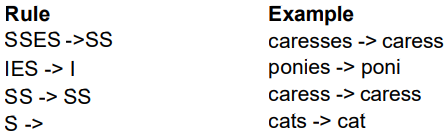 Rule Example
SSES ->SS caresses -> caress
IES -> I ponies -> poni
SS -> SS caress -> caress
S -> cats -> cat